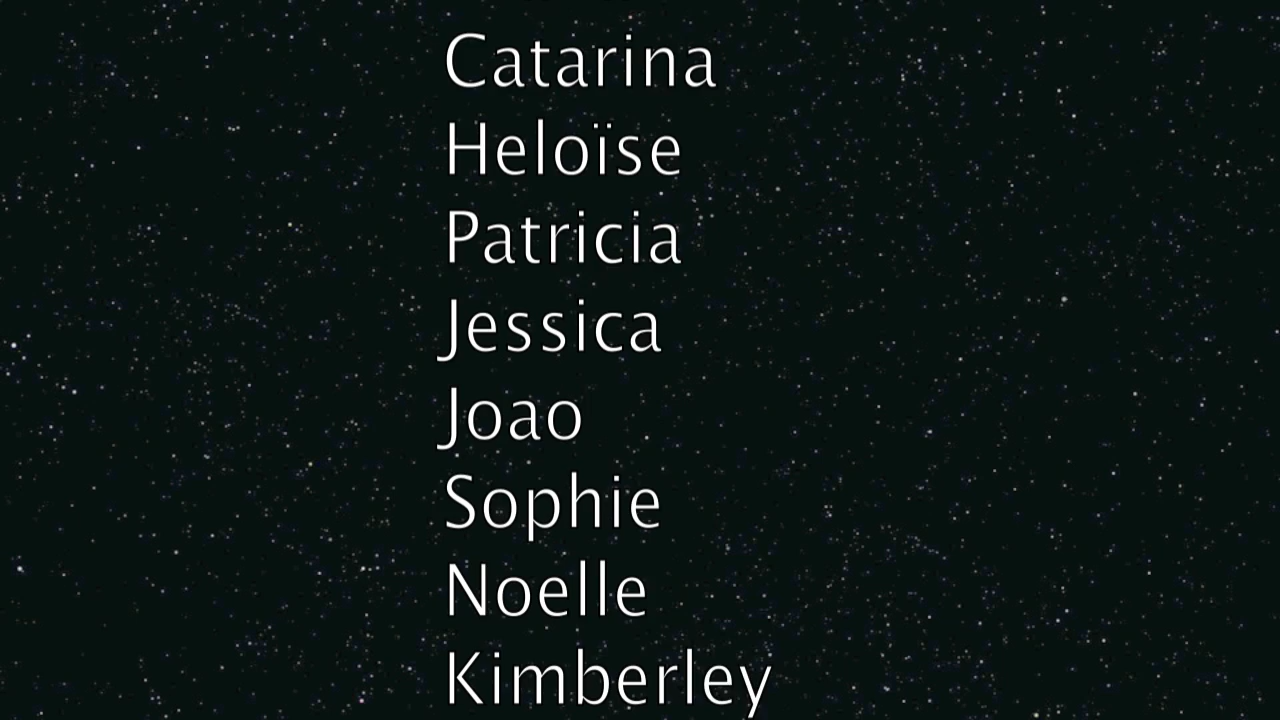 Catarina
Heloïse
Patricia
Jessica
Joao
Sophie
Noelle
Kimberley